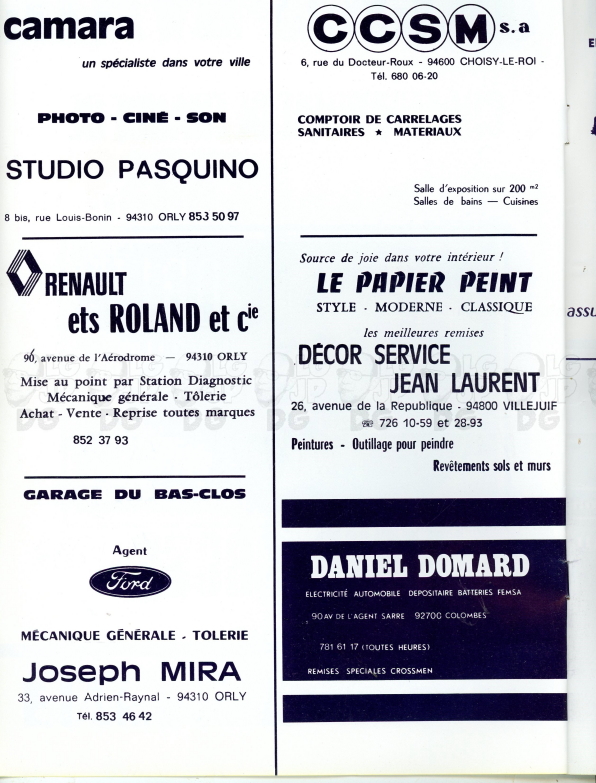 camara
un spécialiste dans votre ville
PHOTO - CINÉ - SON
STUDIO PASQUINO
8 bis, rue Louis-Bonin - 94310 ORLY 853 50 97
RENAULT
ets ROLAND et cie
90, avenue de l'Aérodrome — 94310 ORLY
Mise au point par Station Diagnostic
Mécanique générale - Tôlerie
Achat - Vente - Reprise toutes marques
852 37 93
GARAGE DU BAS-CLOS
Agent
Ford
MÉCANIQUE GÉNÉRALE - TOLERIE
Joseph MIRA
33, avenue Adrien-Raynal - 94310 ORLY
Tél. 853 46 42
CCSM s.a
6, rue du Docteur-Roux - 94600 CHOISY-LE-ROI -
Tél. 680 06-20
COMPTOIR DE CARRELAGES
SANITAIRES ★ MATERIAUX
Salle d'exposition sur 200 m2
Salles de bains — Cuisines
Source de joie dans votre intérieur !
LE PAPIER PEINT
STYLE - MODERNE - CLASSIQUE
les meilleures remises
DÉCOR SERVICE
JEAN LAURENT
26, avenue de la Republique - 94800 VILLEJUIF
☏ 726 10-59 et 28-93
Peintures - Outillage pour peindre
Revêtements sols et murs
DANIEL DOMARD
ELECTRICITÉ AUTOMOBILE DEPOSITAIRE BATTERIES FEMSA
90 AV DE L'AGENT SARRE 92700 COLOMBES
781 61 17 (TOUTES HEURES)
REMISES SPECIALES CROSSMEN
assu